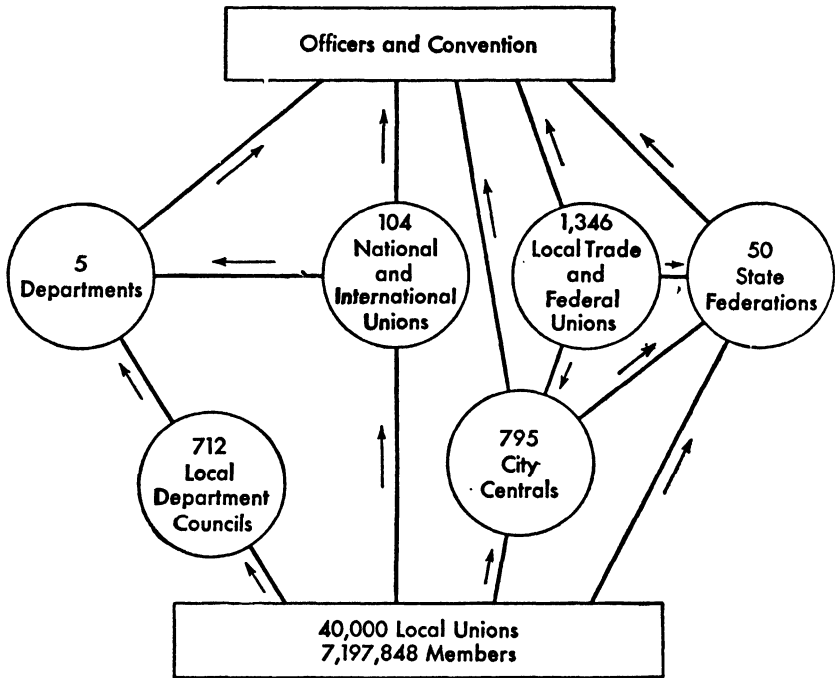 Officers and Convention
5
Departments
104
National
and
International
Unions
1,346
Local Trade
and
Federal
Unions
50
State
Federations
712
Local
Department
Councils
795
City
Centrals
40,000 Local Unions
7,197,848 Members